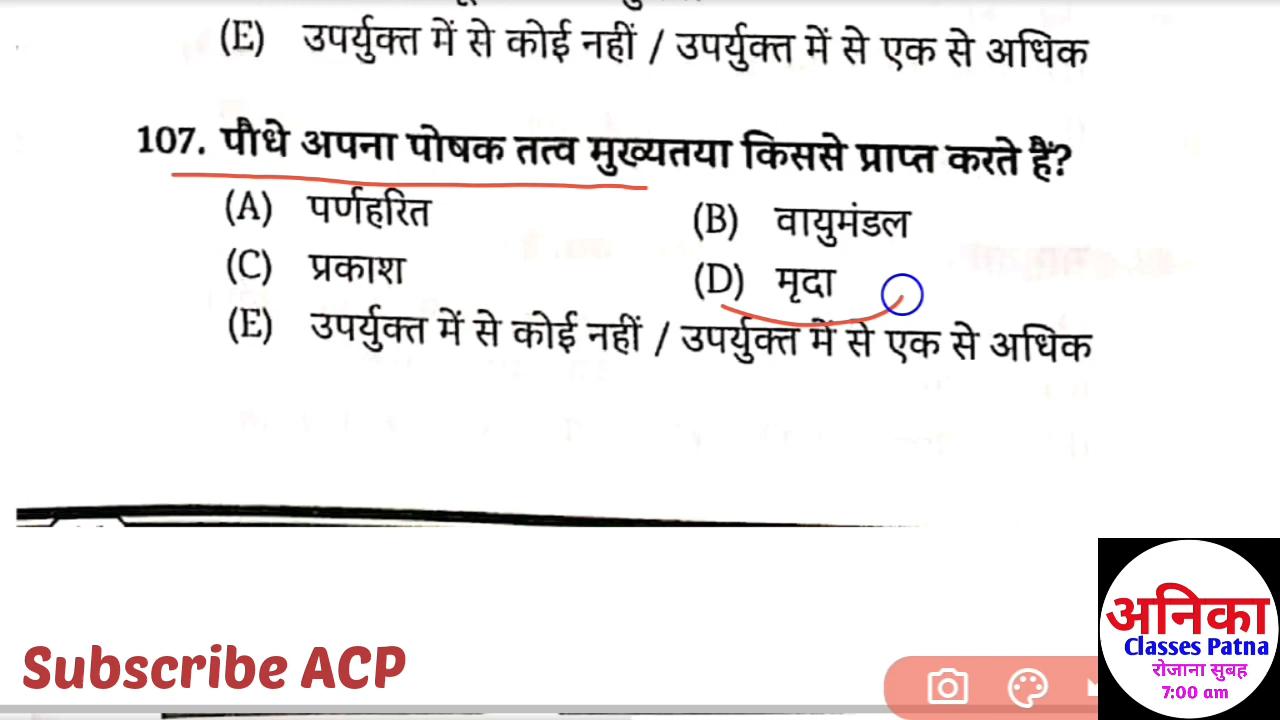 (E) उपर्युक्त में से कोई नहीं / उपर्युक्त में से एक से अधिक
107. पौधे अपना पोषक तत्व मुख्यतया किससे प्राप्त करते हैं?
(A) पर्णहरित (B) वायुमंडल
(C) प्रकाश (D) मृदा
(E) उपर्युक्त में से कोई नहीं / उपर्युक्त में से एक से अधिक
Subscribe ACP
अनिका
Classes Patna
रोजाना सुबह
7:00 am